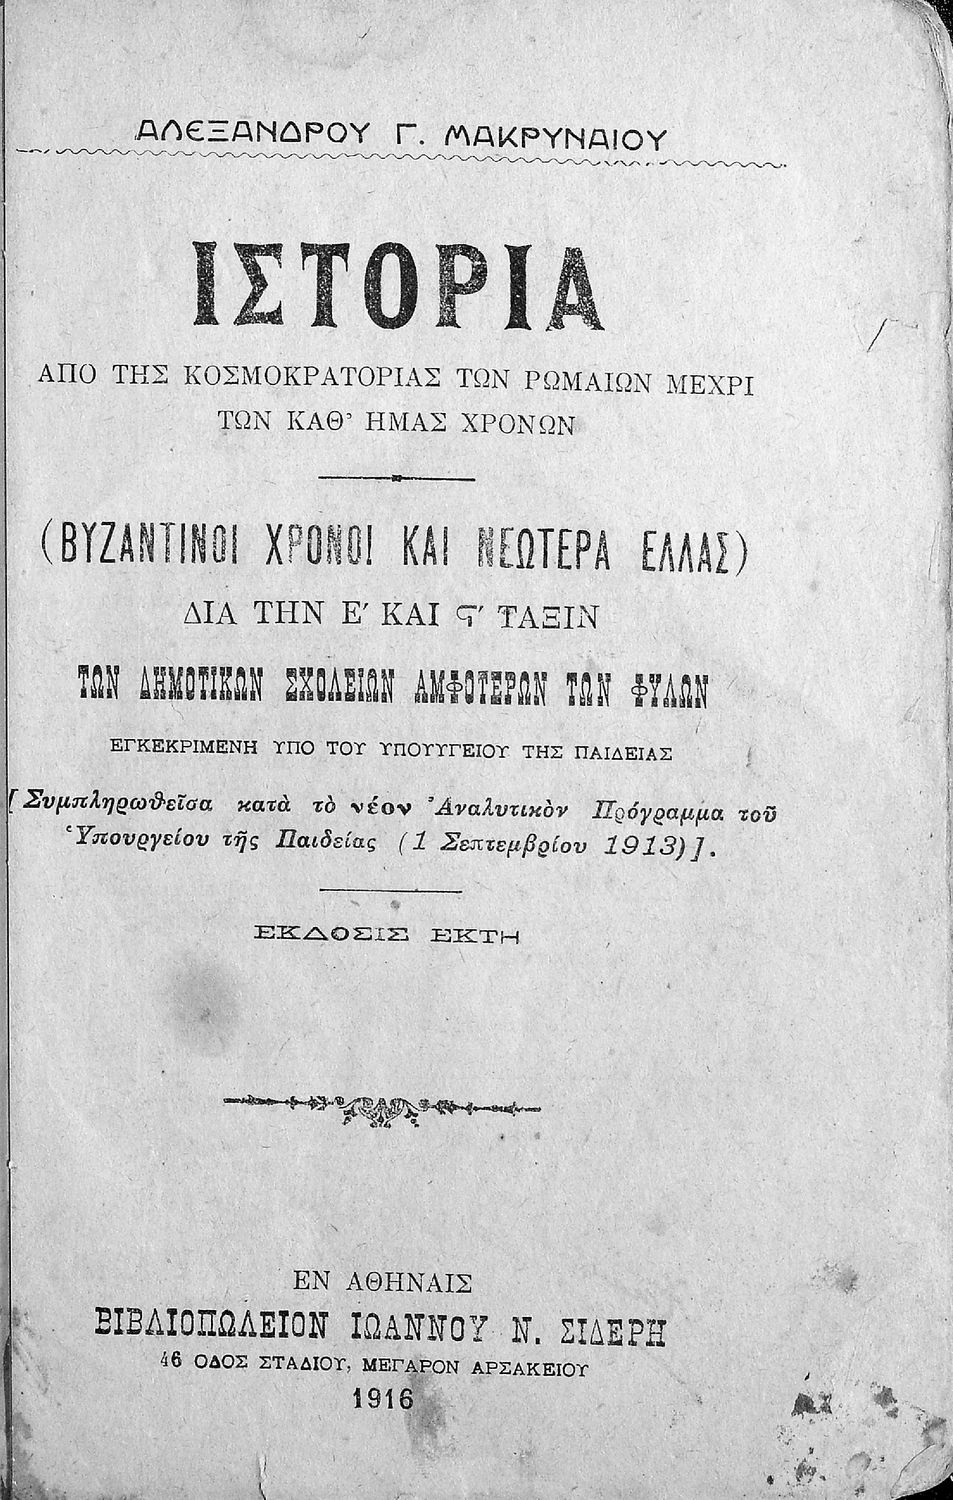 ΑΛΕΞΑΝΔΡΟΥ Γ. ΜΑΚΡΥΝΑΙΟΥ
ΙΣΤΟΡΙΑ
ΑΠΟ ΤΗΣ ΚΟΣΜΟΚΡΑΤΟΡΙΑΣ ΤΩΝ ΡΩΜΑΙΩΝ ΜΕΧΡΙ
ΤΩΝ ΚΑΘ' ΗΜΑΣ ΧΡΟΝΩΝ
(ΒΥΖΑΝΤΙΝΟΙ ΧΡΟΝΟΙ ΚΑΙ ΝΕΩΤΕΡΑ ΕΛΛΑΣ)
ΔΙΑ ΤΗΝ Ε' ΚΑΙ Ϛ' ΤΑΞΙΝ
ΤΩΝ ΔΗΜΟΤΙΚΩΝ ΣΧΟΛΕΙΩΝ ΑΜΦΟΤΕΡΩΝ ΤΩΝ ΦΥΛΩΝ
ΕΓΚΕΚΡΙΜΕΝΗ ΥΠΟ ΤΟΥ ΥΠΟΥΥΓΕΙΟΥ ΤΗΣ ΠΑΙΔΕΙΑΣ
[Συμπληρωθεῖσα κατὰ τὸ νέον Ἀναλυτικὸν Πρόγραμμα τοῦ
Ὑπουργείου τῆς Παιδείας (1 Σεπτεμβρίου 1913)].
ΕΚΔΟΣΙΣ ΕΚΤΗ
ΕΝ ΑΘΗΝΑΙΣ
ΒΙΒΛΙΟΠΩΛΕΙΟΝ ΙΩΑΝΝΟΥ Ν. ΣΙΔΕΡΗ
46 ΟΔΟΣ ΣΤΑΔΙΟΥ, ΜΕΓΑΡΟΝ ΑΡΣΑΚΕΙΟΥ
1916